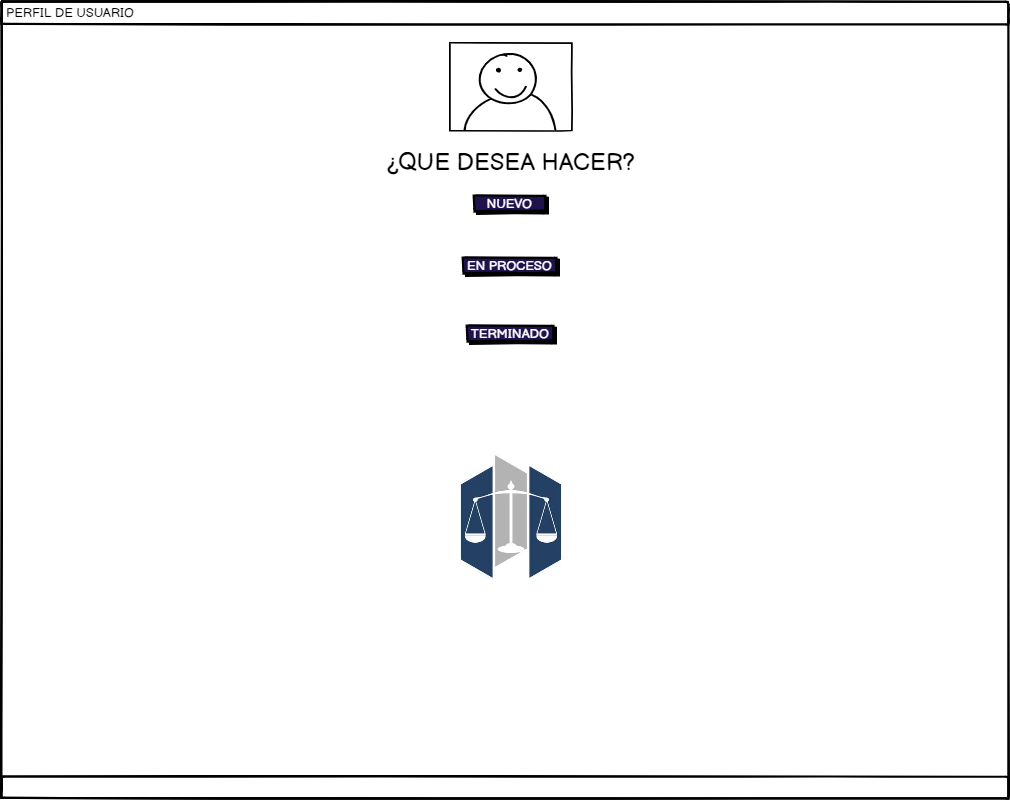 PERFIL DE USUARIO
¿QUE DESEA HACER?
NUEVO
EN PROCESO
TERMINADO